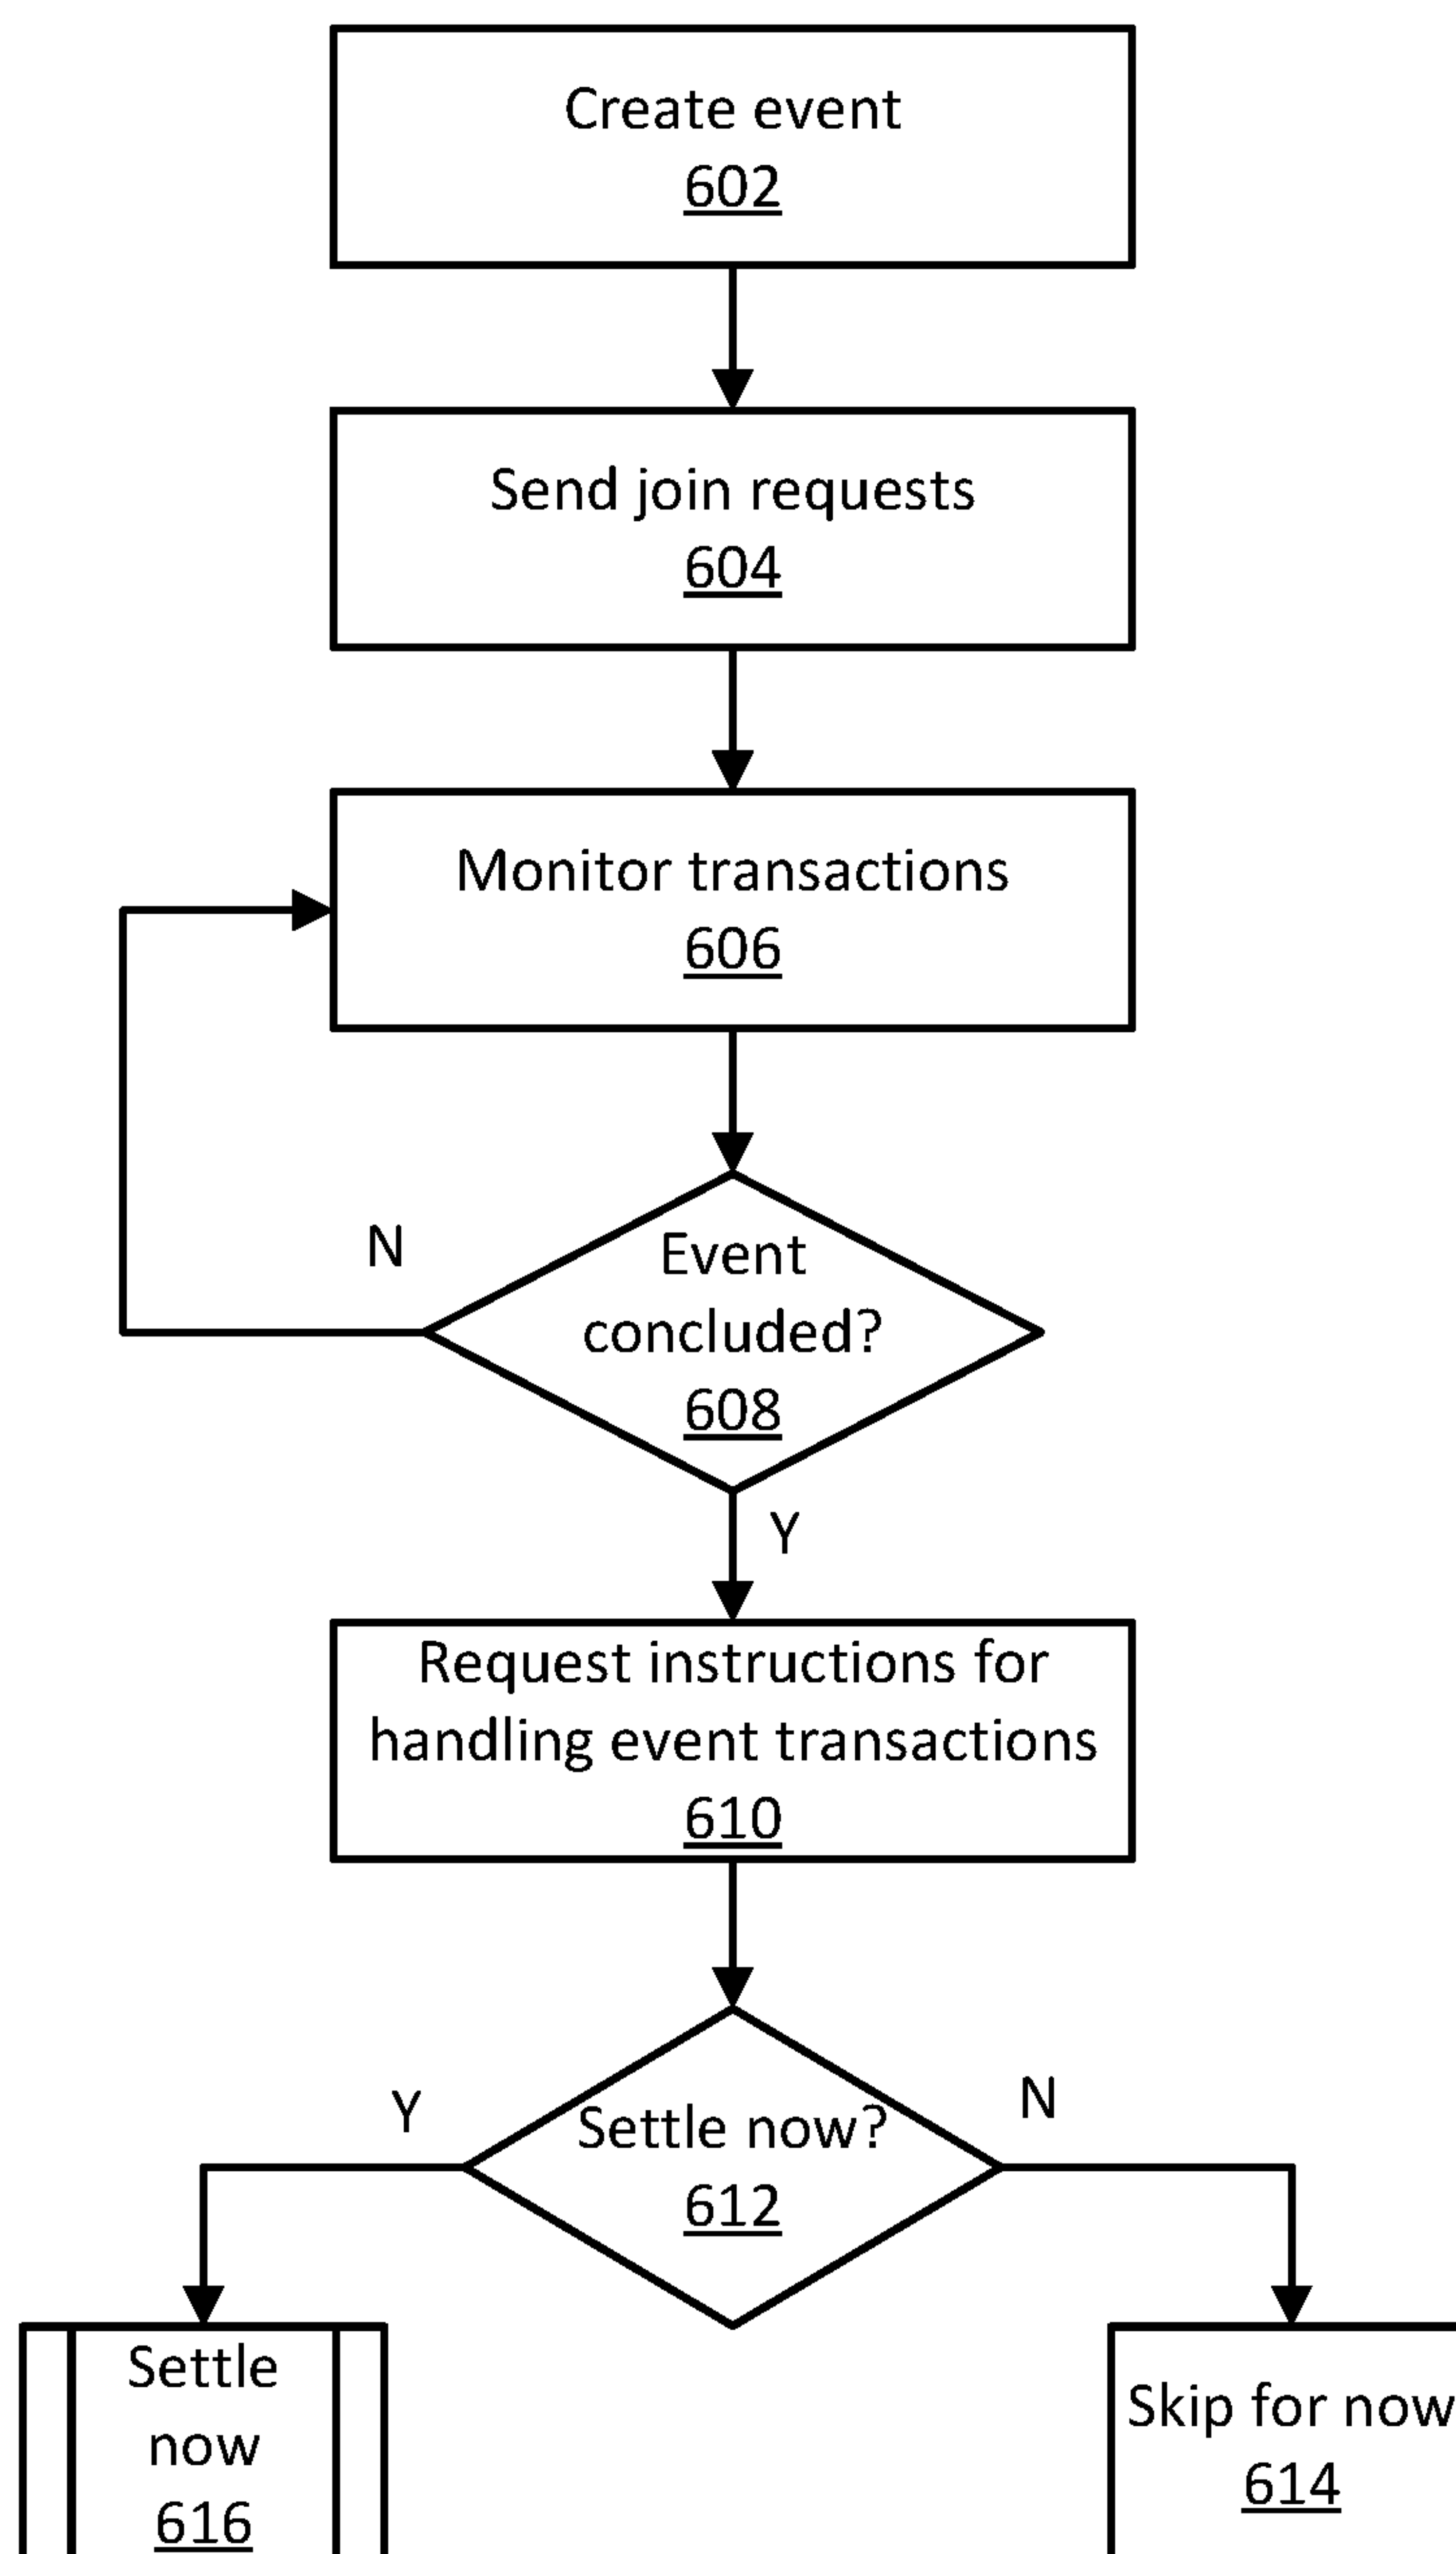 Create event
602
Send join requests
604
Monitor transactions
606
N
Event
concluded?
608
Y
Request instructions for
handling event transactions
610
Y
Settle now?
612
N
Settle
now
616
Skip for now
614